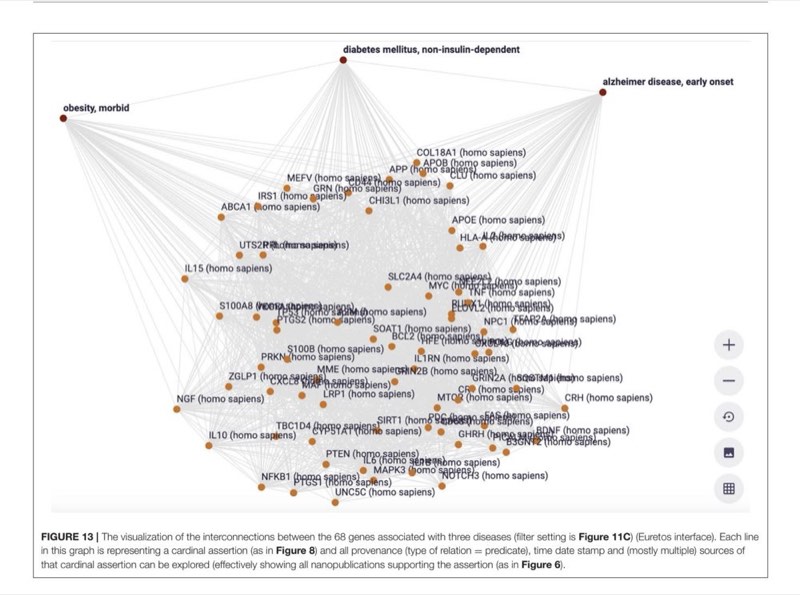 diabetes mellitus, non-insulin-dependent
alzheimer disease, early onset
obesity, morbid
COL18A1 (homo sapiens)
APOB (homo sapiens)
APP (homo sapiens)
CLU (homo sapiens)
MEFV (homo sapiens)
CD44 (homo sapiens)
GRN (homo sapiens)
IRS1 (homo sapiens)
CHI3L1 (homo sapiens)
ABCA1 (homo sapiens)
APOE (homo sapiens)
HLA-A (homo sapiens)
IL15 (homo sapiens)
SLC2A4 (homo sapiens)
MYC (homo sapiens)
TNF (homo sapiens)
S100A8
ELOVL2 (homo sapiens)
NPC1
TFAP2A (homo sapiens)
PTGS2 (homo sapiens)
SOAT1 (homo sapiens)
BCL2 (homo sapiens)
S100B (homo sapiens)
IL1RN (homo sapiens)
PRKN (homo sapiens)
MME (homo sapiens)
GRIN2B (homo sapiens)
ZGLP1 (homo sapiens)
CXCL8
GRIN2A (homo sapiens)
LRP1 (homo sapiens)
MTOR (homo sapiens)
CRH (homo sapiens)
NGF (homo sapiens)
SIRT1 (homo sapiens)
TBC1D4 (homo sapiens)
CYP51A1 (homo sapiens)
BDNF (homo sapiens)
IL10 (homo sapiens)
GHRH (homo sapiens)
B3GNT2 (homo sapiens)
PTEN (homo sapiens)
IL6 (homo sapiens)
MAPK3 (homo sapiens)
NFKB1 (homo sapiens)
PTGS1 (homo sapiens)
NOTCH3 (homo sapiens)
UNC5C (homo sapiens)
FIGURE 13 | The visualization of the interconnections between the 68 genes associated with three diseases (filter setting is Figure 11C) (Euretos interface). Each line
in this graph is representing a cardinal assertion (as in Figure 8) and all provenance (type of relation = predicate), time date stamp and (mostly multiple) sources of
that cardinal assertion can be explored (effectively showing all nanopublications supporting the assertion (as in Figure 6).